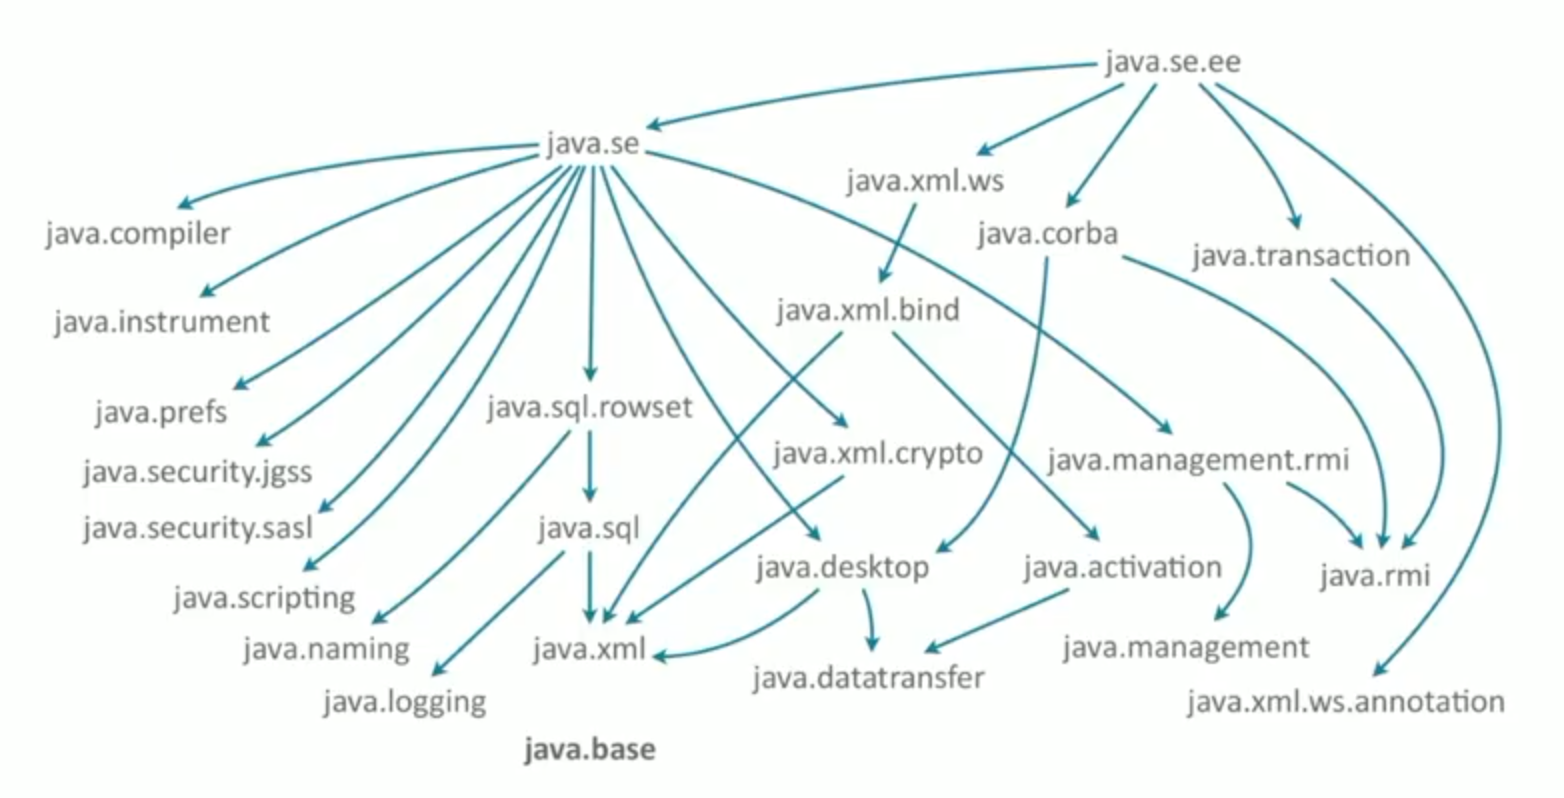 java.se.ee
java.se
java.xml.ws
java.compiler
java.corba
java.transaction
java.instrument
java.xml.bind
java.prefs
java.sql.rowset
java.xml.crypto
java.management.rmi
java.security.jgss
java.security.sasl
java.sql
java.desktop
java.activation
java.rmi
java.scripting
java.naming
java.xml
java.management
java.datatransfer
java.logging
java.xml.ws.annotation
java.base